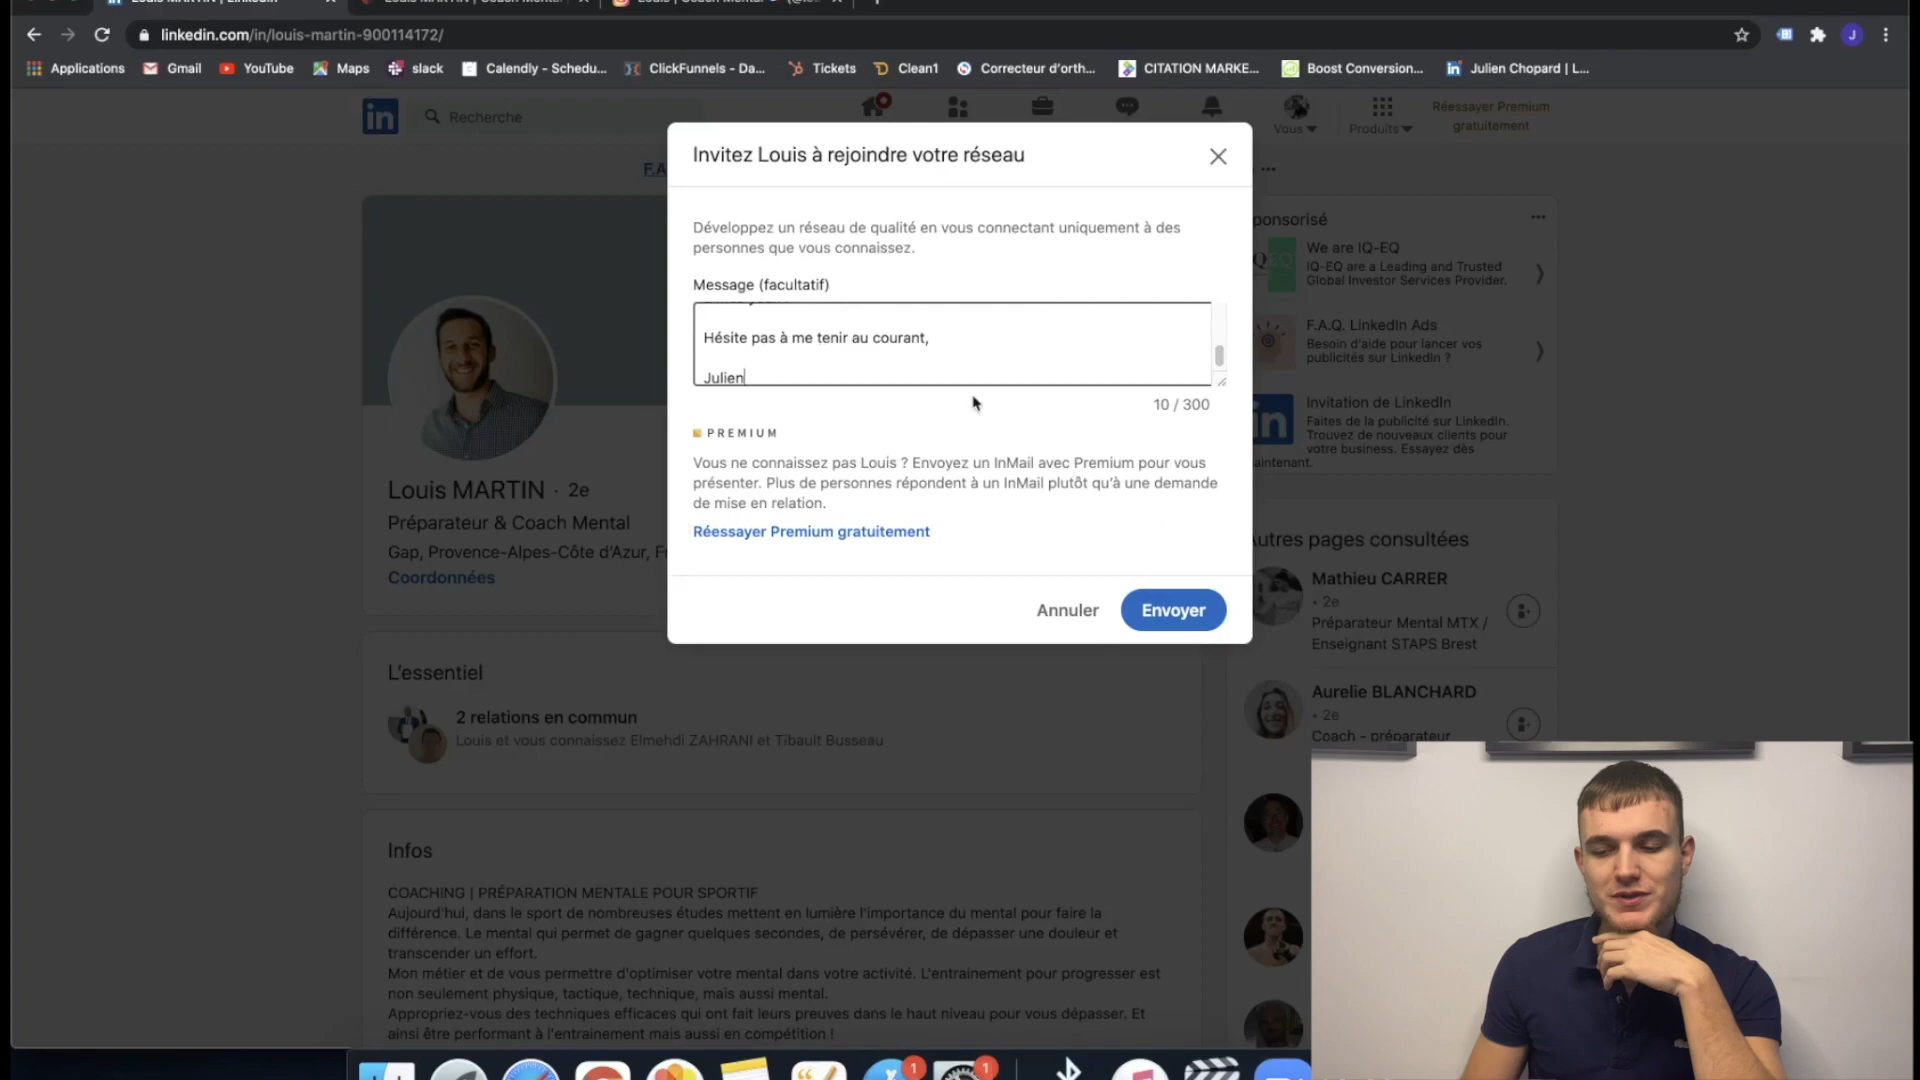 linkedin.com/in/louis-martin-900114172/
J
Applications
Gmail
YouTube
Maps
slack
Calendly - Schedu...
ClickFunnels - Da...
Tickets
Clean1
Correcteur d'orth...
CITATION MARKE...
Boost Conversion...
Julien Chopard | L...
in
Recherche
Vous
Produits
Réessayer Premium
gratuitement
F.A
Invitez Louis à rejoindre votre réseau
Développez un réseau de qualité en vous connectant uniquement à des
personnes que vous connaissez.
Message (facultatif)
Hésite pas à me tenir au courant,
Julien
10 / 300
PREMIUM
Vous ne connaissez pas Louis ? Envoyez un InMail avec Premium pour vous
présenter. Plus de personnes répondent à un InMail plutôt qu'à une demande
de mise en relation.
Réessayer Premium gratuitement
Annuler
Envoyer
Louis MARTIN · 2e
Préparateur & Coach Mental
Gap, Provence-Alpes-Côte d'Azur, Fr
Coordonnées
L'essentiel
2 relations en commun
Louis et vous connaissez Elmehdi ZAHRANI et Tibault Busseau
Infos
COACHING | PRÉPARATION MENTALE POUR SPORTIF
Aujourd'hui, dans le sport de nombreuses études mettent en lumière l'importance du mental pour faire la
différence. Le mental qui permet de gagner quelques secondes, de persévérer, de dépasser une douleur et
transcender un effort.
Mon métier et de vous permettre d'optimiser votre mental dans votre activité. L'entrainement pour progresser est
non seulement physique, tactique, technique, mais aussi mental.
Appropriez-vous des techniques efficaces qui ont fait leurs preuves dans le haut niveau pour vous dépasser. Et
ainsi être performant à l'entrainement mais aussi en compétition !
ponsorisé
We are IQ-EQ
IQ-EQ are a Leading and Trusted
Global Investor Services Provider.
F.A.Q. LinkedIn Ads
Besoin d'aide pour lancer vos
publicités sur LinkedIn ?
Invitation de LinkedIn
Faites de la publicité sur LinkedIn.
Trouvez de nouveaux clients pour
votre business. Essayez dès
aintenant.
in
Autres pages consultées
Mathieu CARRER
• 2e
Préparateur Mental MTX /
Enseignant STAPS Brest
Aurelie BLANCHARD
• 2e
Coach - préparateur
1
1